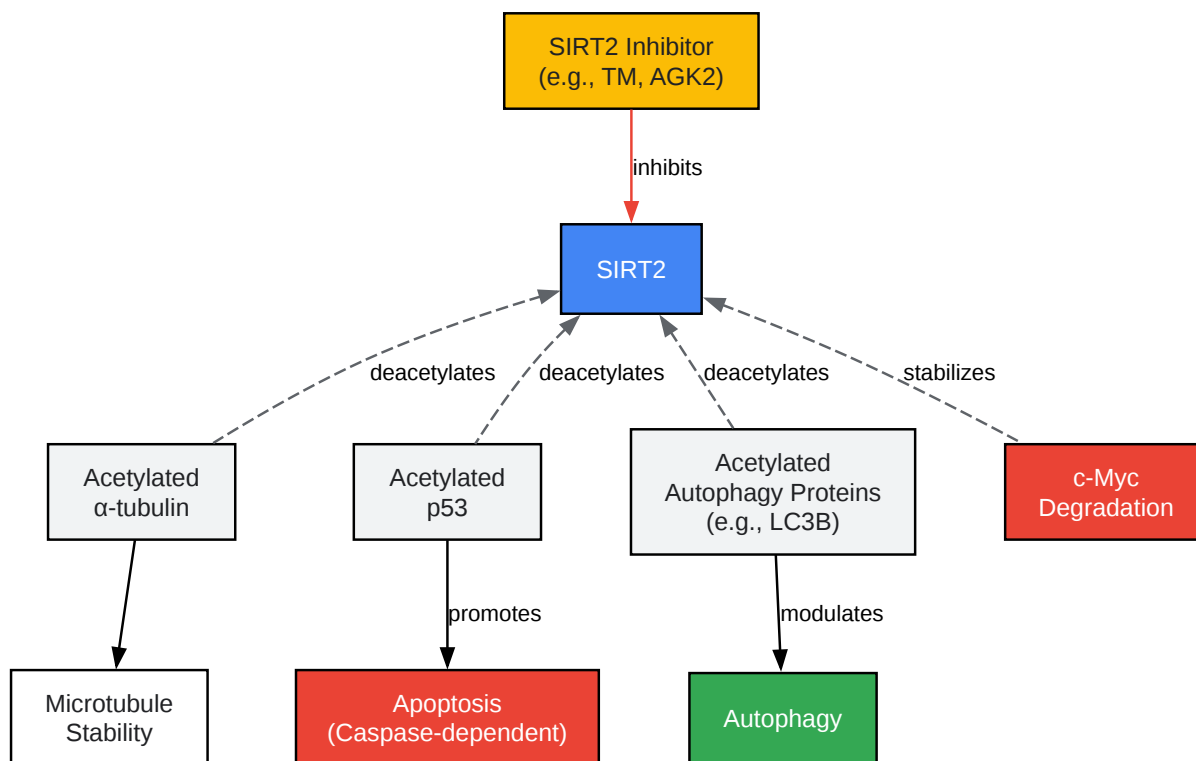 SIRT2 Inhibitor
(e.g., TM, AGK2)
inhibits
SIRT2
deacetylates
deacetylates
deacetylates
stabilizes
Acetylated
α-tubulin
Acetylated
p53
Acetylated
Autophagy Proteins
(e.g., LC3B)
c-Myc
Degradation
promotes
modulates
Microtubule
Stability
Apoptosis
(Caspase-dependent)
Autophagy